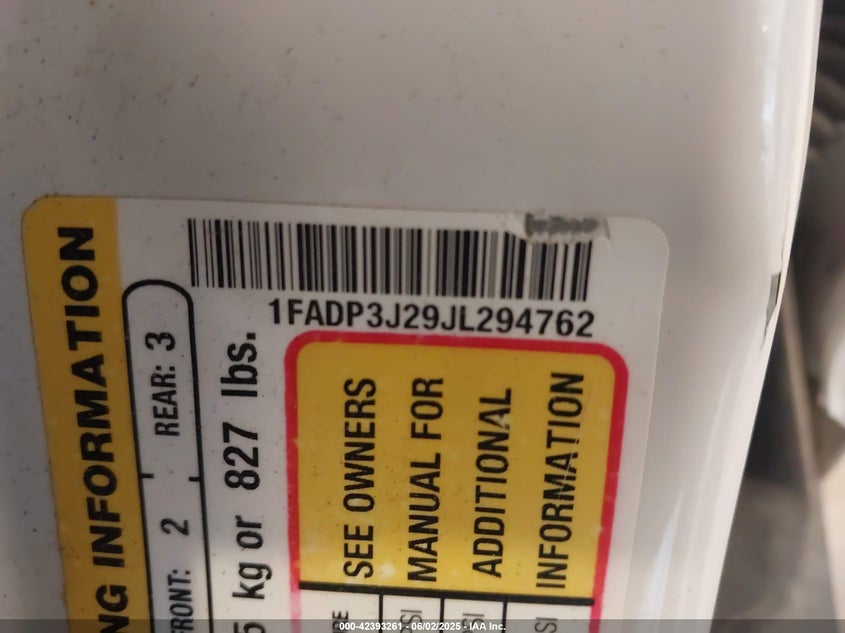 1FADP3J29JL294762
NG INFORMATION
FRONT: 2 REAR: 3
kg or 827 lbs.
SEE OWNERS
MANUAL FOR
ADDITIONAL
INFORMATION
000-42393261 - 06/02/2025 - IAA Inc.